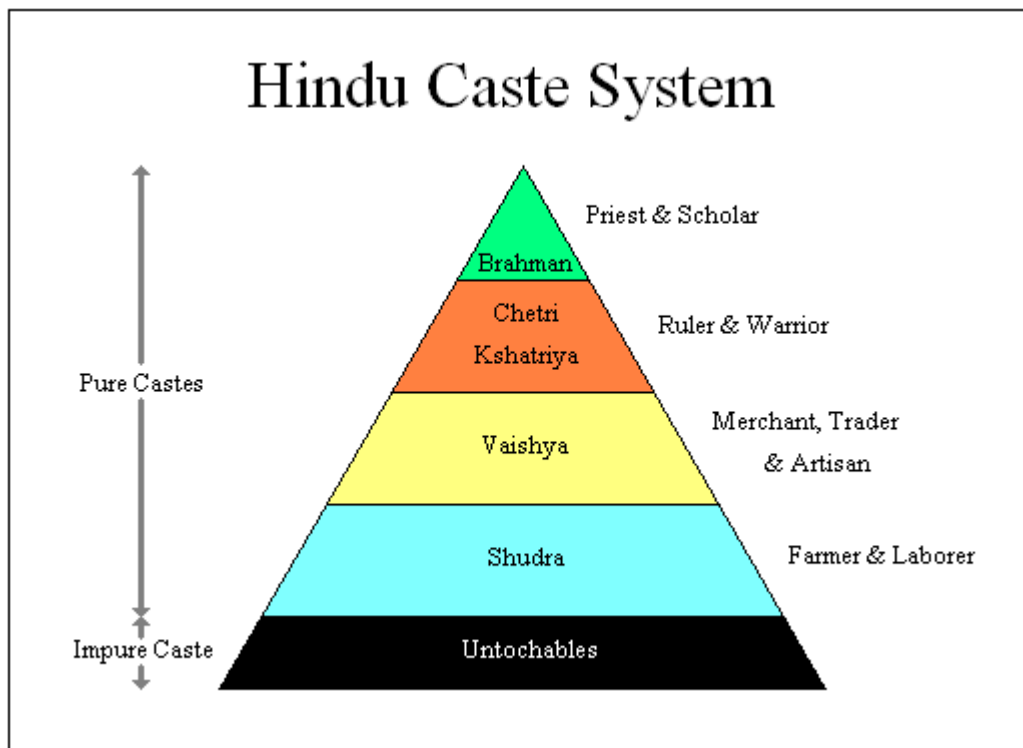 Hindu Caste System
Priest & Scholar
Brahman
Chetri
Kshatriya
Ruler & Warrior
Pure Castes
Vaishya
Merchant, Trader
& Artisan
Shudra
Farmer & Laborer
Impure Caste
Untochables